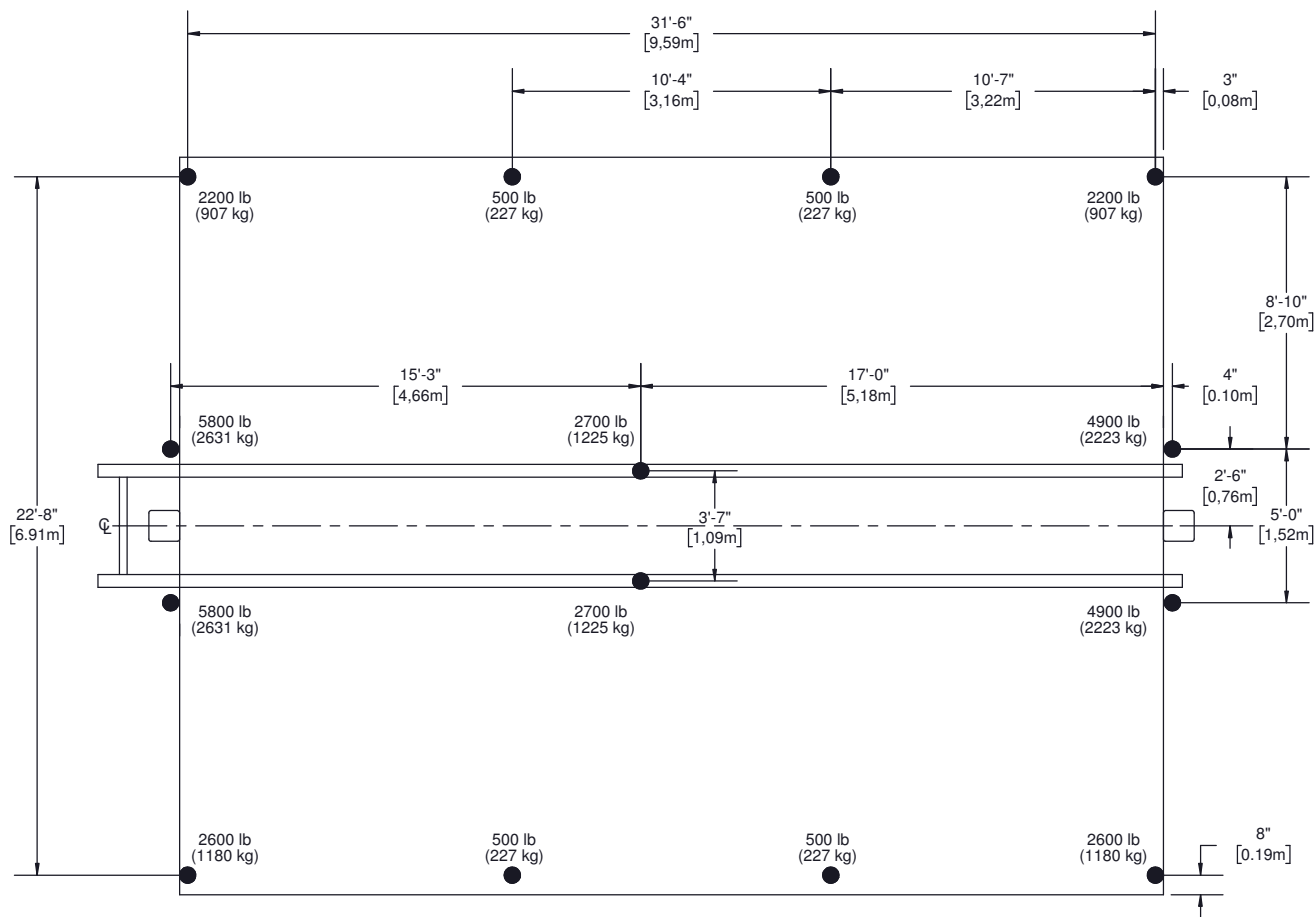 31'-6"
[9,59m]
10'-4"
[3,16m]
10'-7"
[3,22m]
3"
[0,08m]
2200 lb
(907 kg)
500 lb
(227 kg)
500 lb
(227 kg)
2200 lb
(907 kg)
8'-10"
[2,70m]
15'-3"
[4,66m]
17'-0"
[5,18m]
4"
[0.10m]
5800 lb
(2631 kg)
2700 lb
(1225 kg)
4900 lb
(2223 kg)
2'-6"
[0,76m]
22'-8"
[6.91m]
℄
3'-7"
[1,09m]
5'-0"
[1,52m]
5800 lb
(2631 kg)
2700 lb
(1225 kg)
4900 lb
(2223 kg)
2600 lb
(1180 kg)
500 lb
(227 kg)
500 lb
(227 kg)
2600 lb
(1180 kg)
8"
[0.19m]